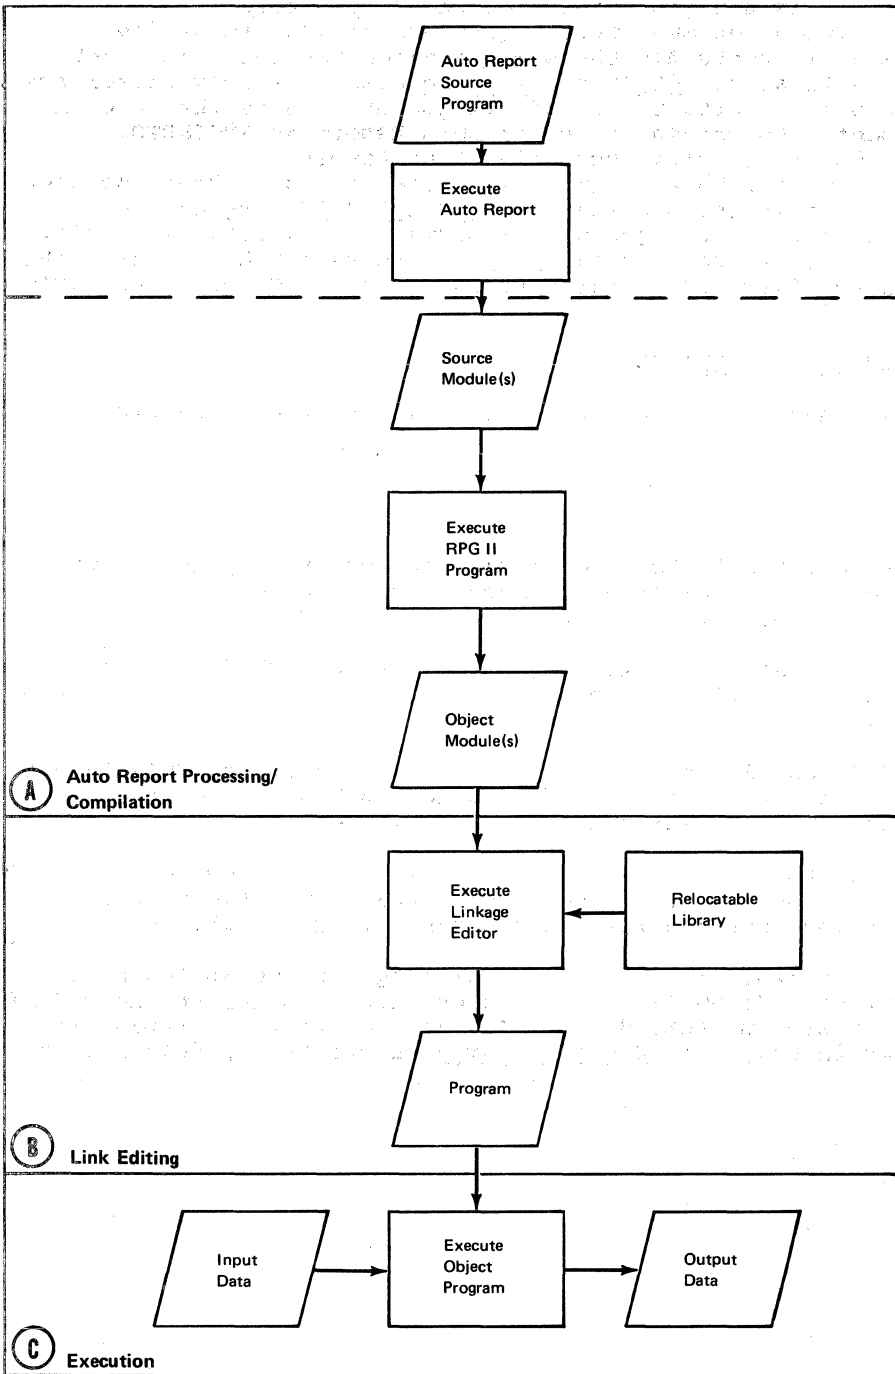 Auto Report
Source
Program
Execute
Auto Report
Source
Module(s)
Execute
RPG II
Program
Object
Module(s)
A
Auto Report Processing/
Compilation
Execute
Linkage
Editor
Relocatable
Library
Program
B
Link Editing
Input
Data
Execute
Object
Program
Output
Data
C
Execution